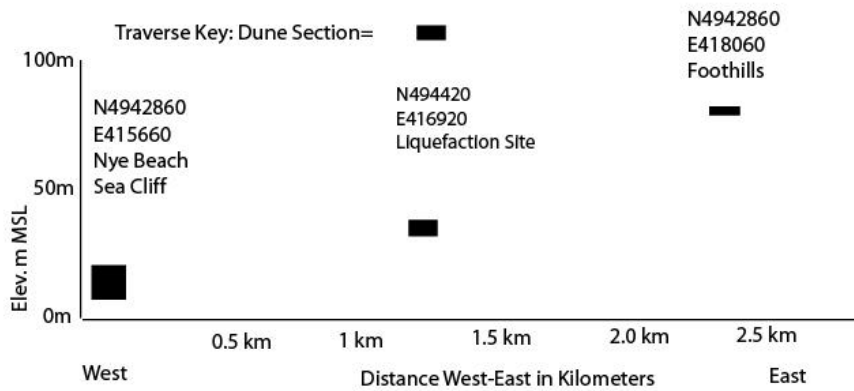 Traverse Key: Dune Section=
N4942860
E418060
Foothills
100m
N4942860
E415660
Nye Beach
Sea Cliff
N494420
E416920
Liquefaction Site
50m
Elev. m MSL
0m
0.5 km
1 km
1.5 km
2.0 km
2.5 km
West
Distance West-East in Kilometers
East